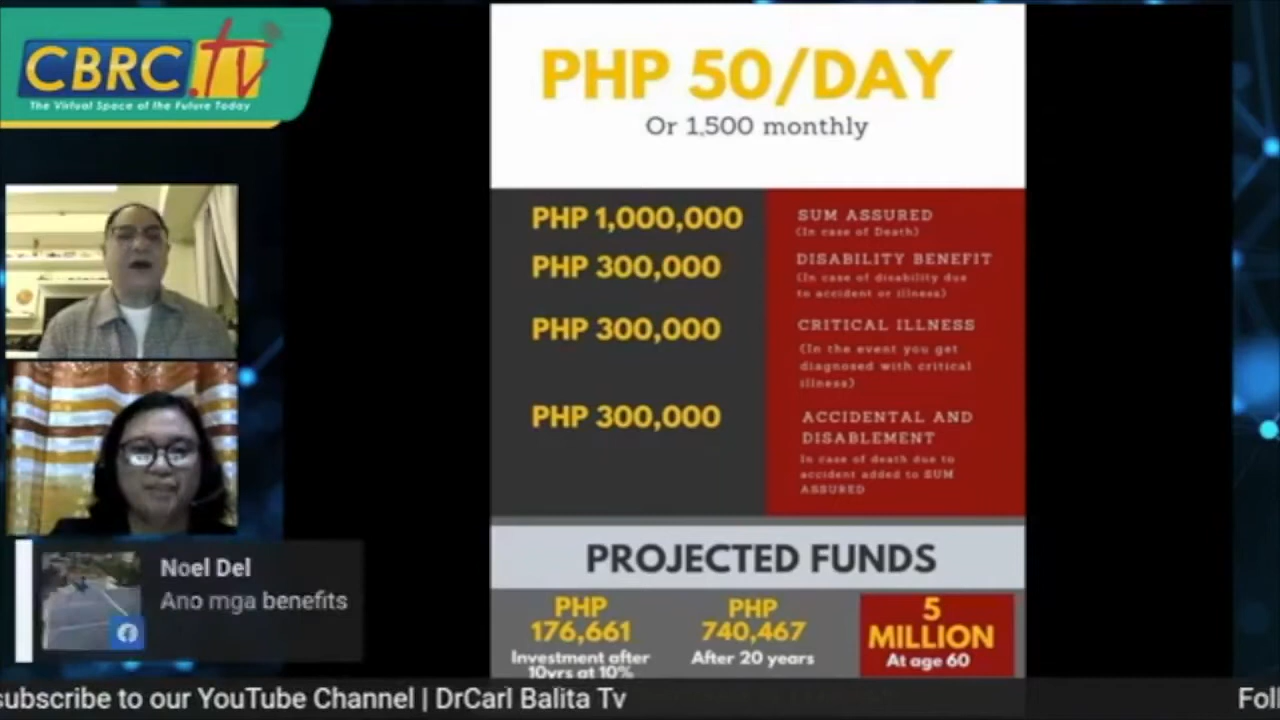 CBRC.tv
The Virtual Space of the Future Today
PHP 50/DAY
Or 1,500 monthly
PHP 1,000,000
SUM ASSURED
(In case of Death)
PHP 300,000
DISABILITY BENEFIT
(In case of disability due
to accident or illness)
PHP 300,000
CRITICAL ILLNESS
(In the event you get
diagnosed with critical
illness)
PHP 300,000
ACCIDENTAL AND
DISABLEMENT
In case of death due to
accident added to SUM
ASSURED
PROJECTED FUNDS
PHP
176,661
Investment after
10yrs at 10%
PHP
740,467
After 20 years
5
MILLION
At age 60
Noel Del
Ano mga benefits
subscribe to our YouTube Channel | DrCarl Balita Tv